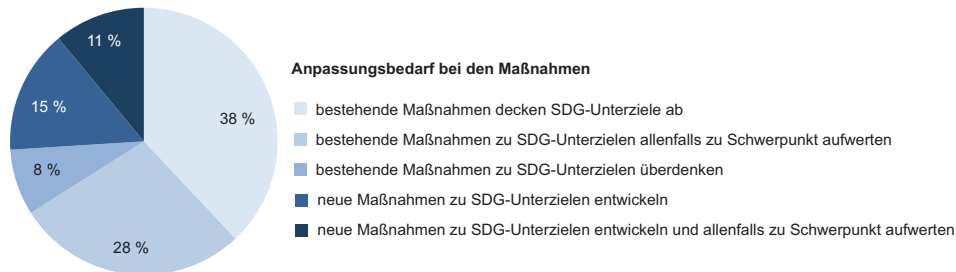 11 %
15 %
38 %
8 %
28 %
Anpassungsbedarf bei den Maßnahmen
bestehende Maßnahmen decken SDG-Unterziele ab
bestehende Maßnahmen zu SDG-Unterzielen allenfalls zu Schwerpunkt aufwerten
bestehende Maßnahmen zu SDG-Unterzielen überdenken
neue Maßnahmen zu SDG-Unterzielen entwickeln
neue Maßnahmen zu SDG-Unterzielen entwickeln und allenfalls zu Schwerpunkt aufwerten